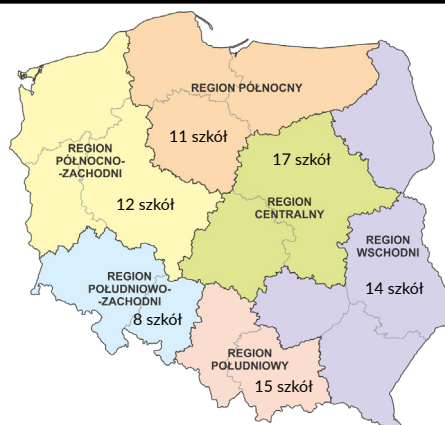 REGION PÓŁNOCNY
11 szkół
17 szkół
REGION
PÓŁNOCNO-
-ZACHODNI
12 szkół
REGION
CENTRALNY
REGION
WSCHODNI
14 szkół
REGION
POŁUDNIOWO-
-ZACHODNI
8 szkół
REGION
POŁUDNIOWY
15 szkół